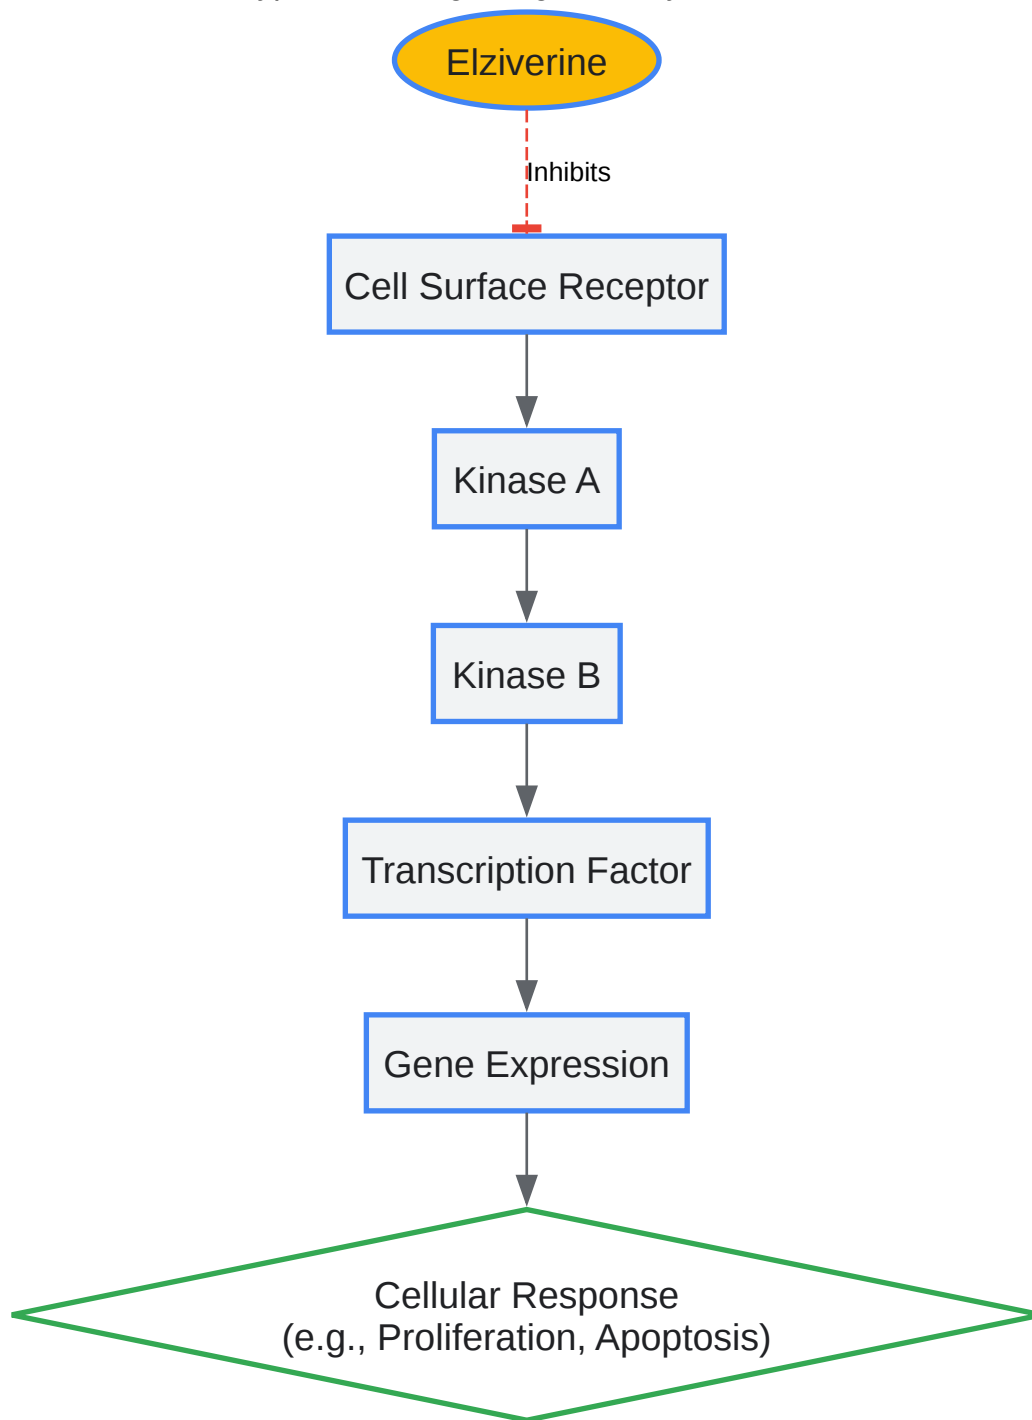 Elziverine
Inhibits
Cell Surface Receptor
Kinase A
Kinase B
Transcription Factor
Gene Expression
Cellular Response
(e.g., Proliferation, Apoptosis)